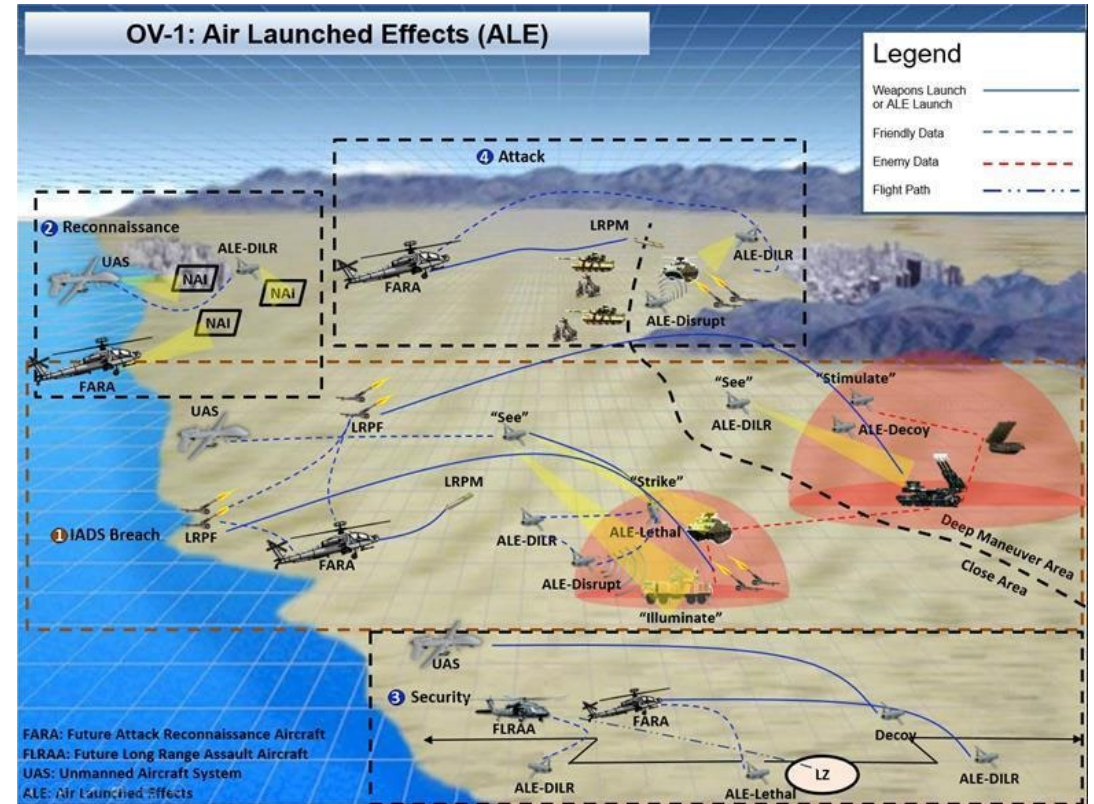 OV-1: Air Launched Effects (ALE)
Legend
Weapons Launch
or ALE Launch
Friendly Data
Enemy Data
Flight Path
4 Attack
LRPM
FARA
ALE-DILR
ALE-Disrupt
2 Reconnaissance
UAS
ALE-DILR
NAI
NAI
NAI
FARA
UAS
LRPF
"See"
"See"
ALE-DILR
"Stimulate"
ALE-Decoy
LRPM
"Strike"
1 IADS Breach
LRPF
FARA
ALE-DILR
ALE-Lethal
ALE-Disrupt
"Illuminate"
Deep Maneuver Area
Close Area
UAS
3 Security
FLRAA
FARA
Decoy
ALE-DILR
ALE-Lethal
LZ
ALE-DILR
FARA: Future Attack Reconnaissance Aircraft
FLRAA: Future Long Range Assault Aircraft
UAS: Unmanned Aircraft System
ALE: Air Launched Effects